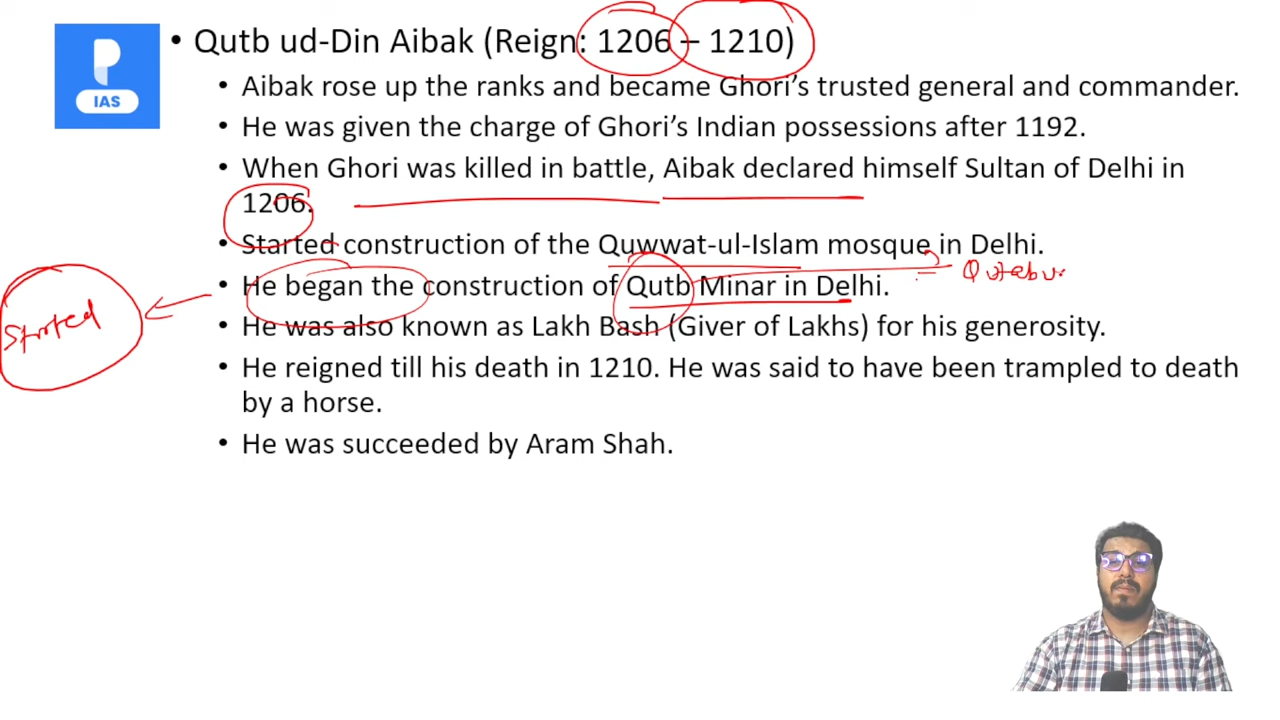 P
IAS
• Qutb ud-Din Aibak (Reign: 1206 – 1210)
• Aibak rose up the ranks and became Ghori's trusted general and commander.
• He was given the charge of Ghori's Indian possessions after 1192.
• When Ghori was killed in battle, Aibak declared himself Sultan of Delhi in
1206.
• Started construction of the Quwwat-ul-Islam mosque in Delhi.
• He began the construction of Qutb Minar in Delhi.
Started
• He was also known as Lakh Bash (Giver of Lakhs) for his generosity.
• He reigned till his death in 1210. He was said to have been trampled to death
by a horse.
• He was succeeded by Aram Shah.